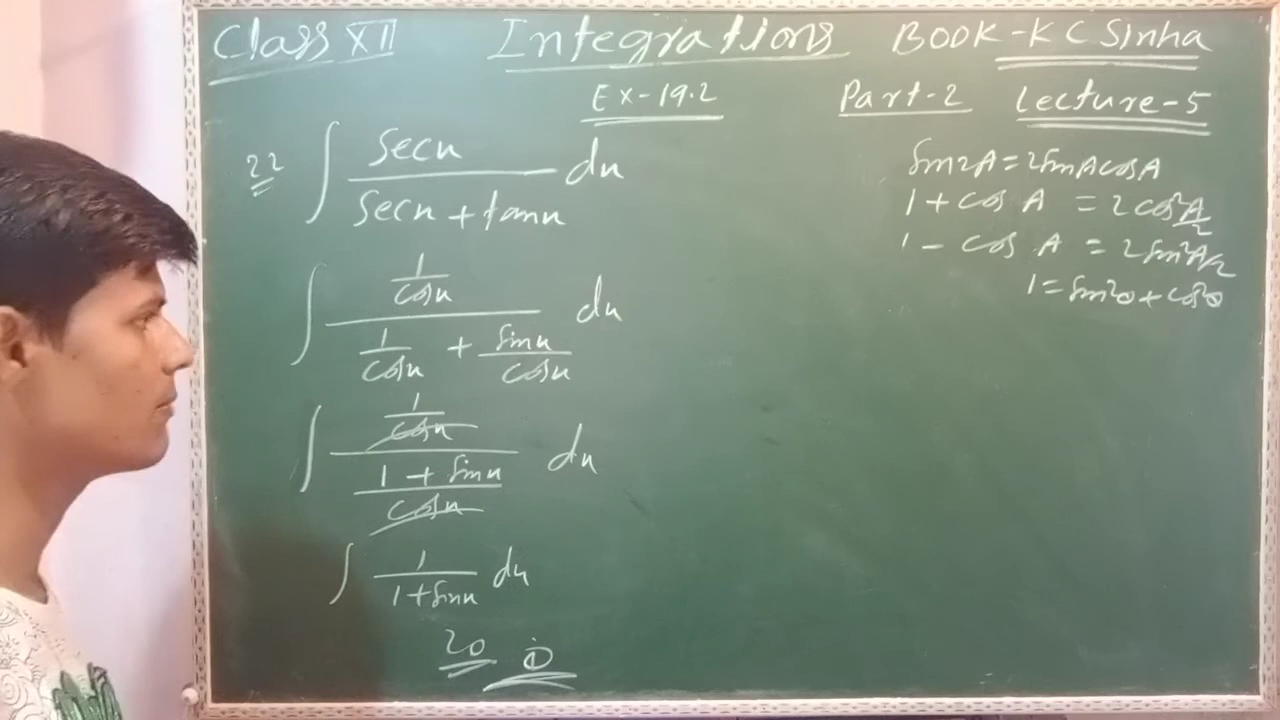 Class XII Integrations BOOK-K C Sinha
Ex-19.2 Part-2 Lecture-5
22 ∫ Secx / Secx + tanx dx
Sin2A = 2SinACosA
1 + Cos A = 2Cos²A/2
1 - Cos A = 2Sin²A/2
1 = Sin²θ + Cos²θ
∫ (1/Cosx) / (1/Cosx + Sinx/Cosx) dx
∫ (1/Cosx) / ((1 + Sinx)/Cosx) dx
∫ 1/(1+Sinx) dx
20 i